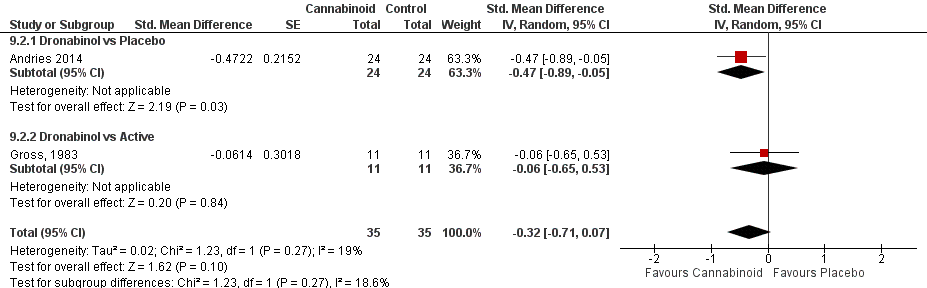 Cannabinoid Control Std. Mean Difference Std. Mean Difference
Study or Subgroup Std. Mean Difference SE Total Total Weight IV, Random, 95% CI IV, Random, 95% CI
9.2.1 Dronabinol vs Placebo
Andries 2014 -0.4722 0.2152 24 24 63.3% -0.47 [-0.89, -0.05]
Subtotal (95% CI) 24 24 63.3% -0.47 [-0.89, -0.05]
Heterogeneity: Not applicable
Test for overall effect: Z = 2.19 (P = 0.03)
9.2.2 Dronabinol vs Active
Gross, 1983 -0.0614 0.3018 11 11 36.7% -0.06 [-0.65, 0.53]
Subtotal (95% CI) 11 11 36.7% -0.06 [-0.65, 0.53]
Heterogeneity: Not applicable
Test for overall effect: Z = 0.20 (P = 0.84)
Total (95% CI) 35 35 100.0% -0.32 [-0.71, 0.07]
Heterogeneity: Tau² = 0.02; Chi² = 1.23, df = 1 (P = 0.27); I² = 19%
Test for overall effect: Z = 1.62 (P = 0.10)
Test for subgroup differences: Chi² = 1.23, df = 1 (P = 0.27), I² = 18.6%
-2 -1 0 1 2
Favours Cannabinoid Favours Placebo